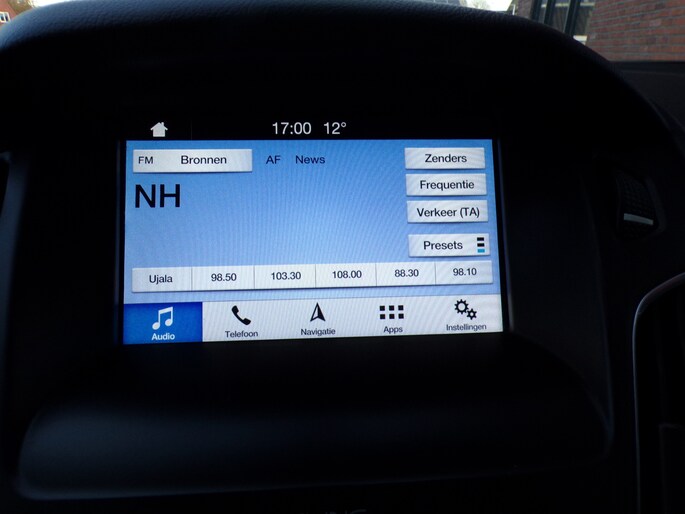 17:00 12°
FM Bronnen AF News Zenders
NH
Frequentie
Verkeer (TA)
Presets
Ujala 98.50 103.30 108.00 88.30 98.10
Audio Telefoon Navigatie Apps Instellingen